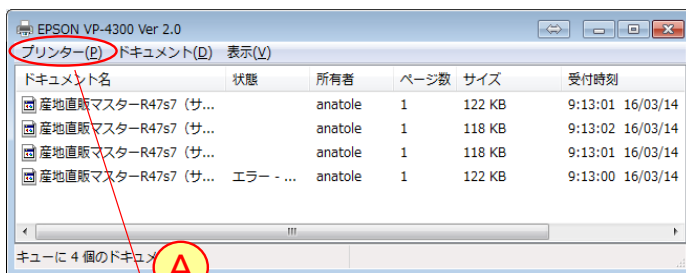 EPSON VP-4300 Ver 2.0
プリンター(P) ドキュメント(D) 表示(V)
ドキュメント名 状態 所有者 ページ数 サイズ 受付時刻
産地直販マスターR47s7（サ... anatole 1 122 KB 9:13:01 16/03/14
産地直販マスターR47s7（サ... anatole 1 118 KB 9:13:02 16/03/14
産地直販マスターR47s7（サ... anatole 1 118 KB 9:13:01 16/03/14
産地直販マスターR47s7（サ... エラー - ... anatole 1 122 KB 9:13:00 16/03/14
キューに 4 個のドキュメ
A